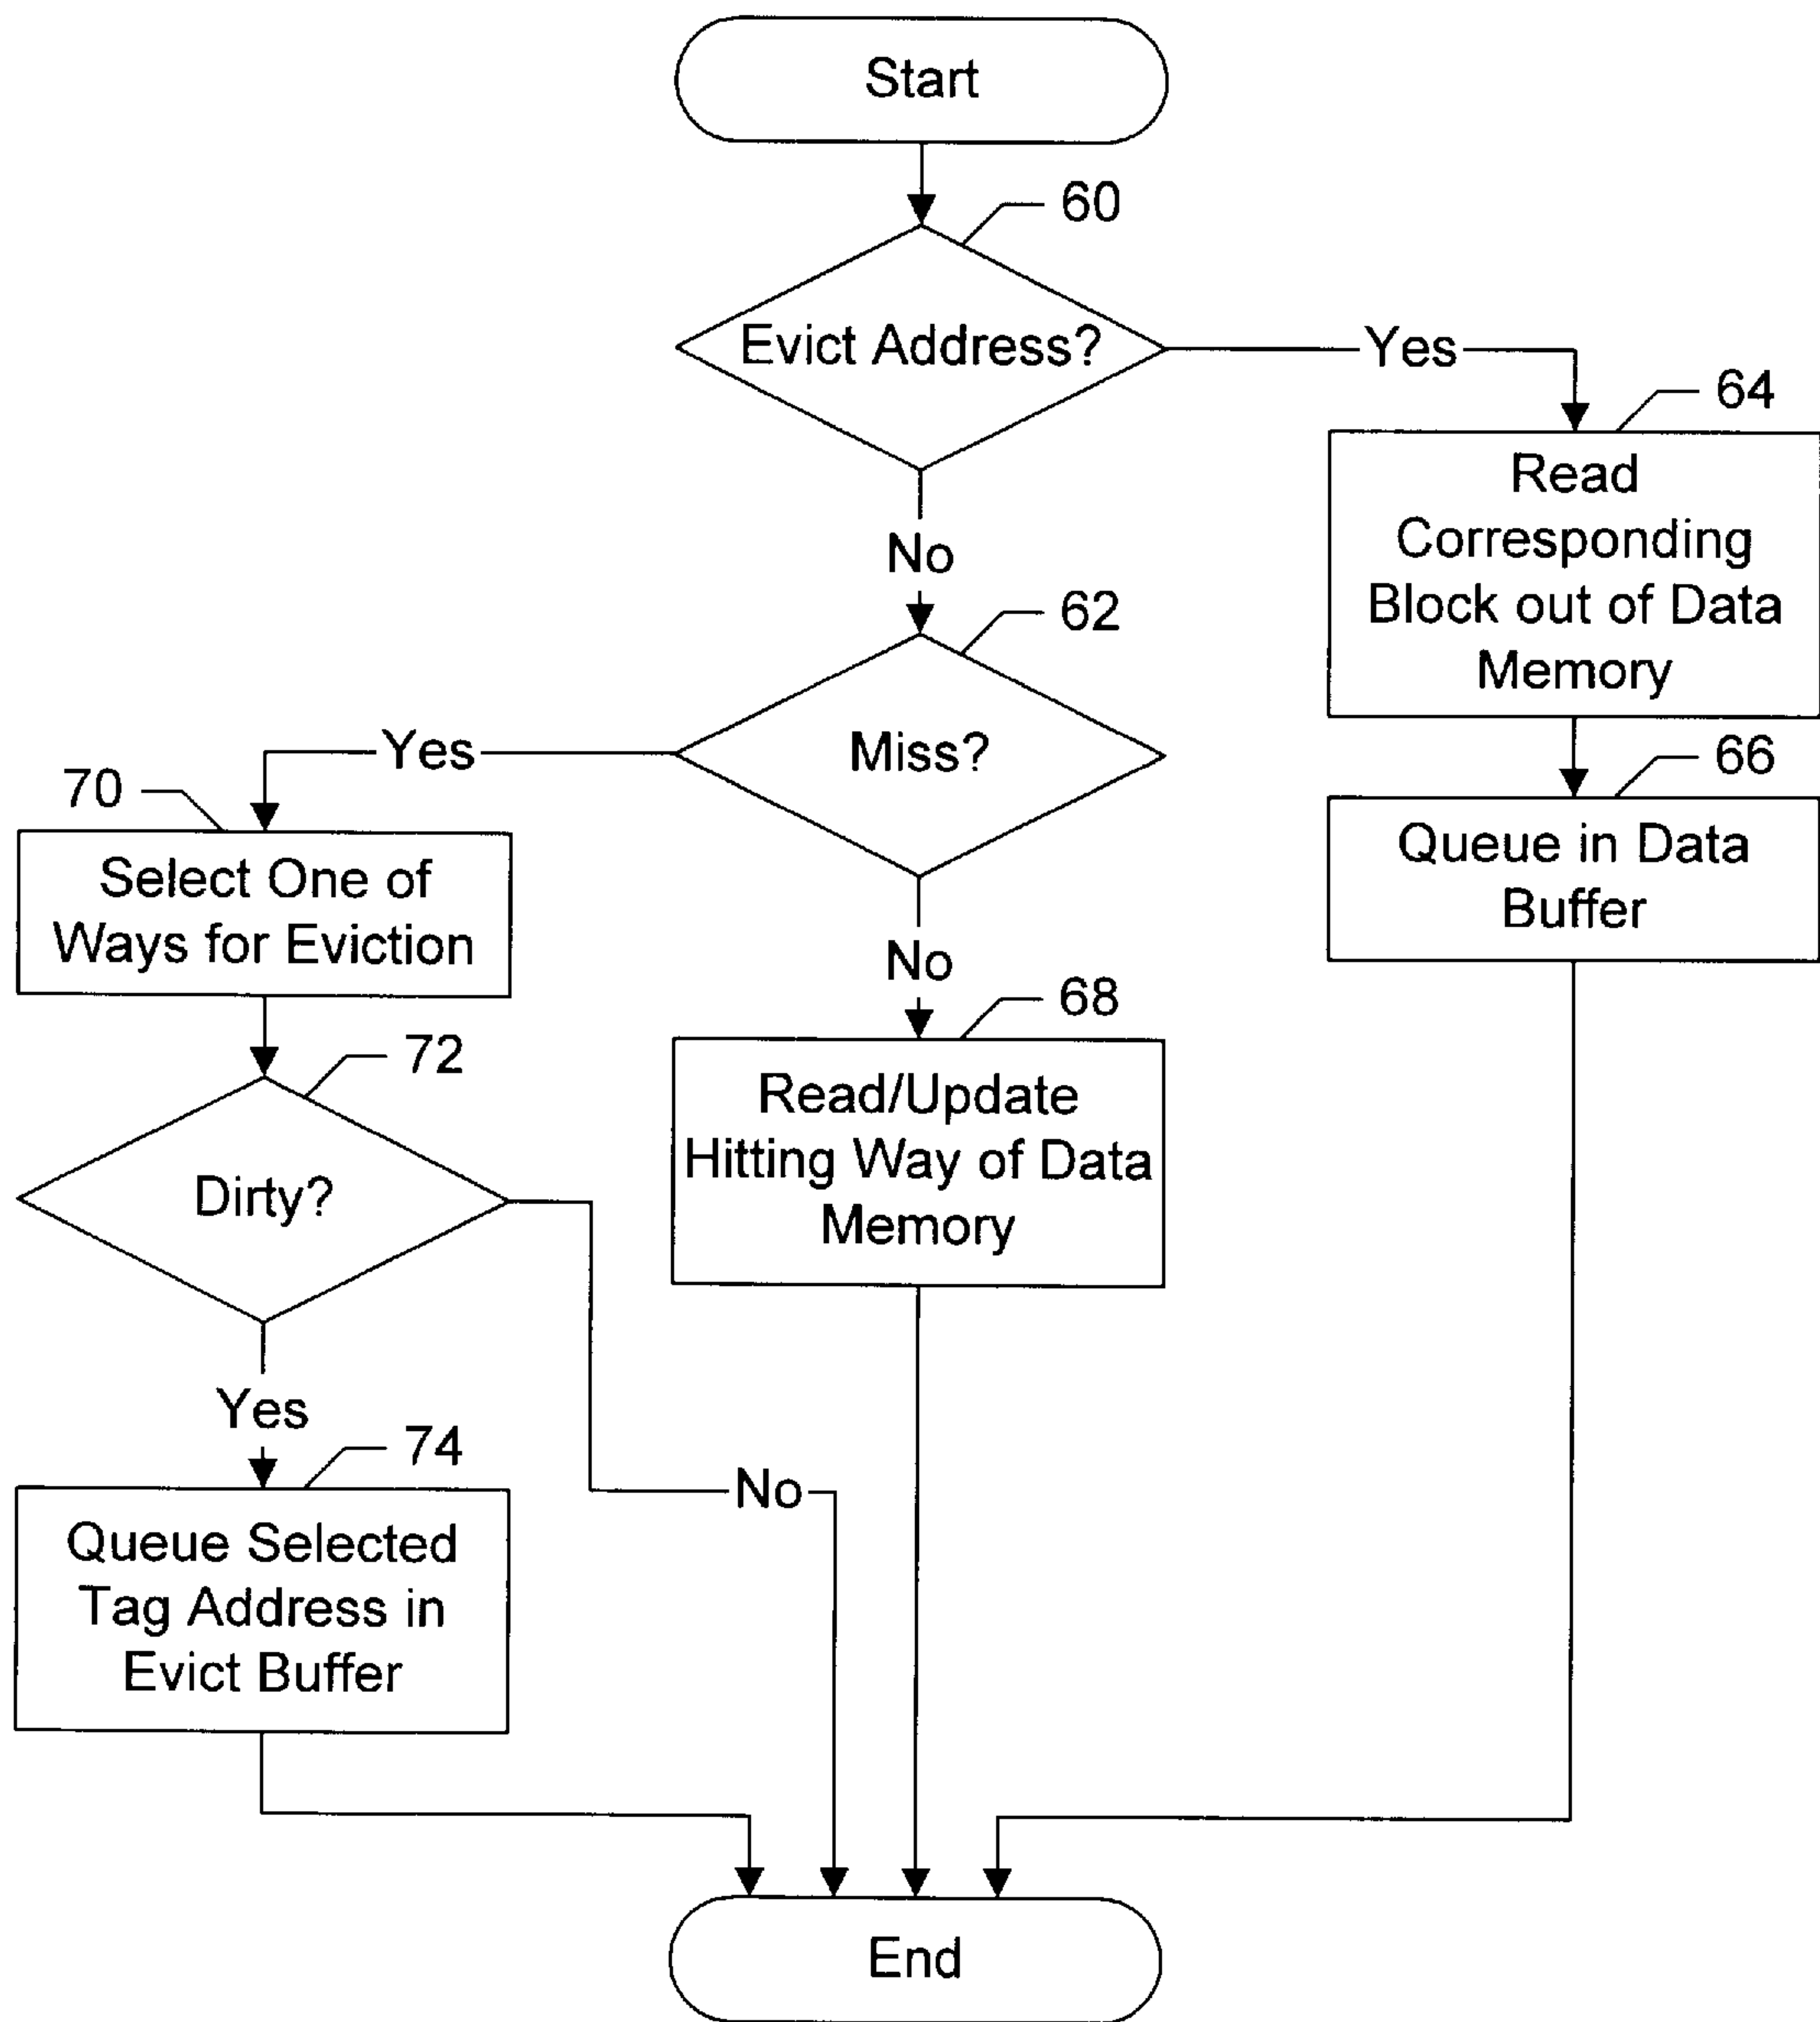 Start
60
Evict Address?
Yes
64
Read
Corresponding
Block out of Data
Memory
No
62
Miss?
Yes
66
Queue in Data
Buffer
70
Select One of
Ways for Eviction
No
68
Read/Update
Hitting Way of Data
Memory
72
Dirty?
Yes
74
Queue Selected
Tag Address in
Evict Buffer
No
End